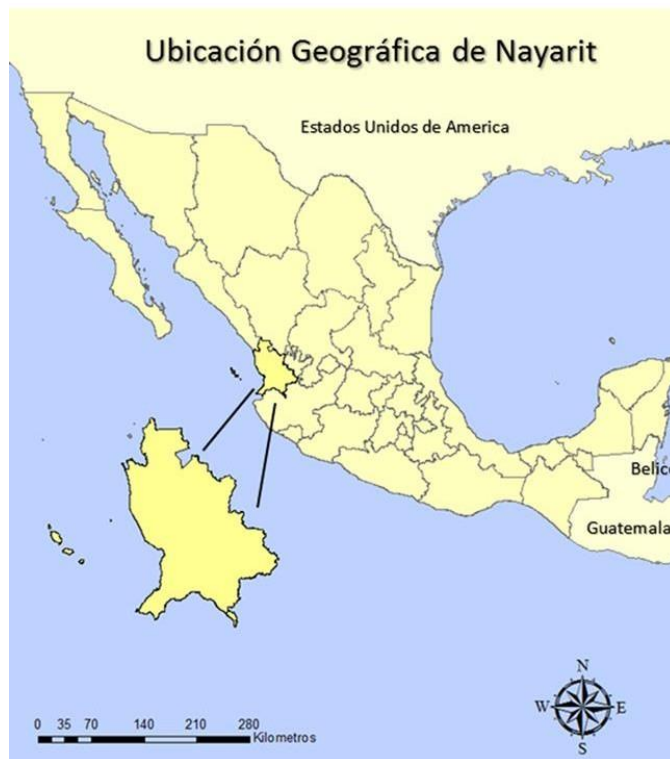 Ubicación Geográfica de Nayarit
Estados Unidos de America
Guatemala
N
W
E
S
0 35 70 140 210 280
Kilometros